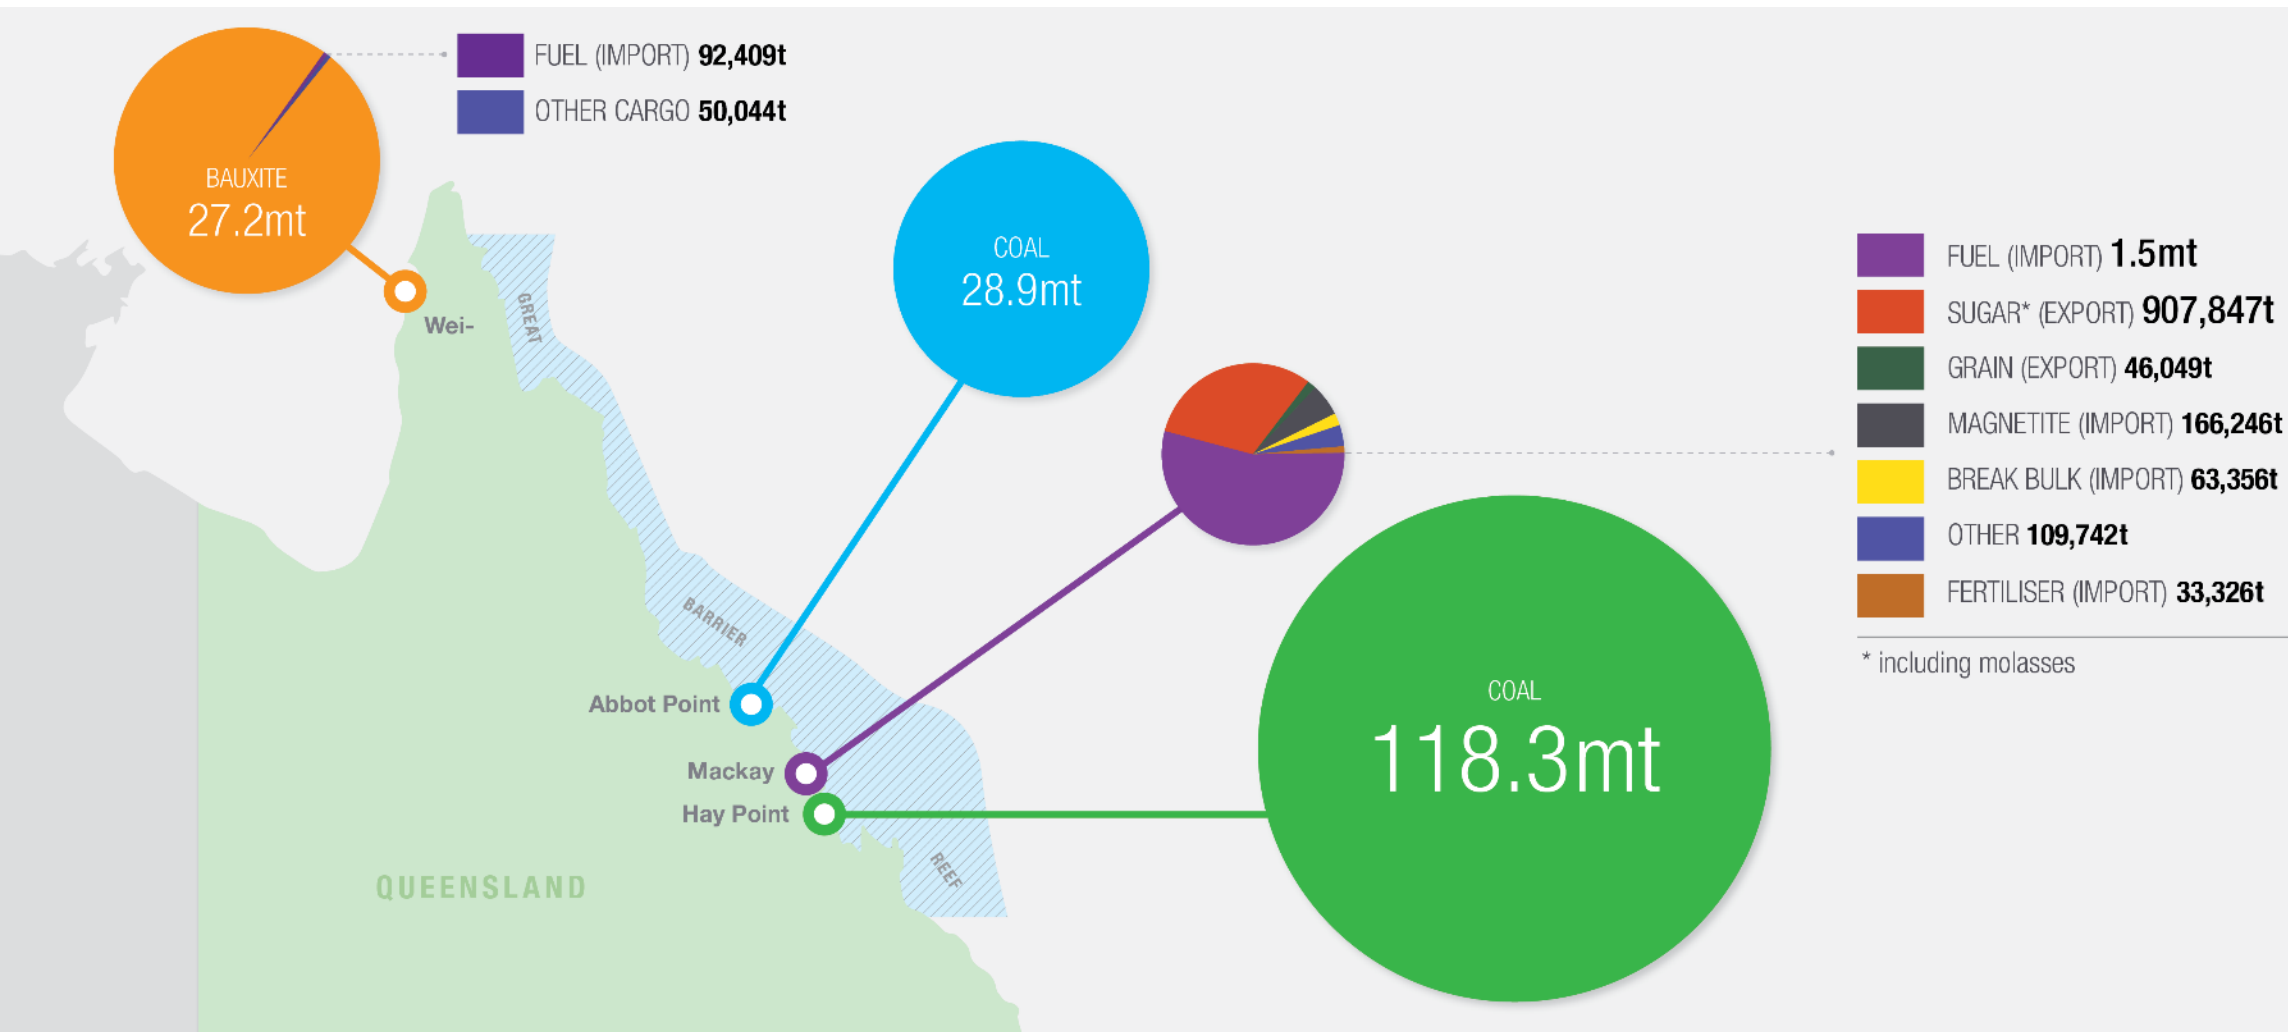 FUEL (IMPORT) 92,409t
OTHER CARGO 50,044t
BAUXITE
27.2mt
Wei-
GREAT
COAL
28.9mt
FUEL (IMPORT) 1.5mt
SUGAR* (EXPORT) 907,847t
GRAIN (EXPORT) 46,049t
MAGNETITE (IMPORT) 166,246t
BREAK BULK (IMPORT) 63,356t
OTHER 109,742t
FERTILISER (IMPORT) 33,326t
* including molasses
BARRIER
Abbot Point
Mackay
Hay Point
COAL
118.3mt
REEF
QUEENSLAND